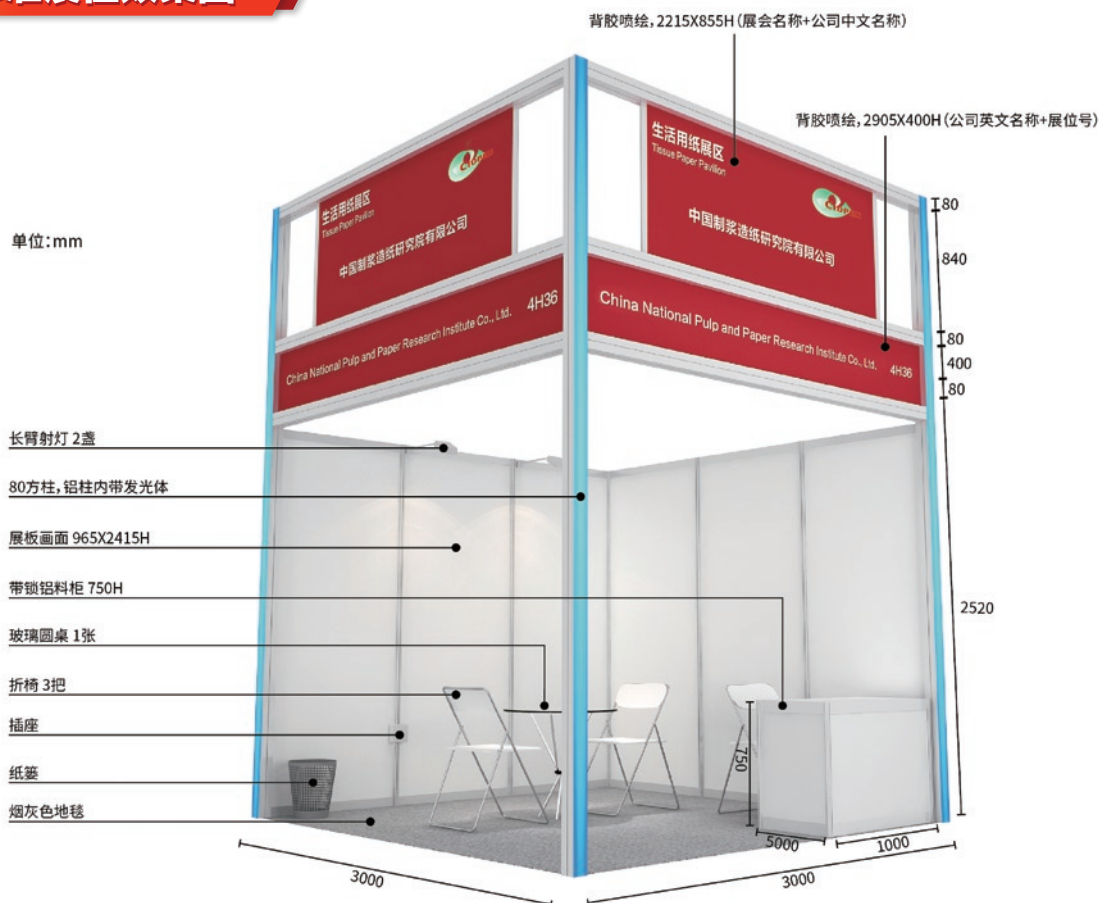 背胶喷绘，2215X855H（展会名称+公司中文名称）
背胶喷绘，2905X400H（公司英文名称+展位号）
单位：mm
生活用纸展区
Tissue Paper Pavilion
中国制浆造纸研究院有限公司
China National Pulp and Paper Research Institute Co., Ltd. 4H36
生活用纸展区
Tissue Paper Pavilion
中国制浆造纸研究院有限公司
China National Pulp and Paper Research Institute Co., Ltd. 4H36
80
840
80
400
80
2520
长臂射灯 2盏
80方柱，铝柱内带发光体
展板画面 965X2415H
带锁铝料柜 750H
玻璃圆桌 1张
折椅 3把
插座
纸篓
烟灰色地毯
750
5000
1000
3000
3000